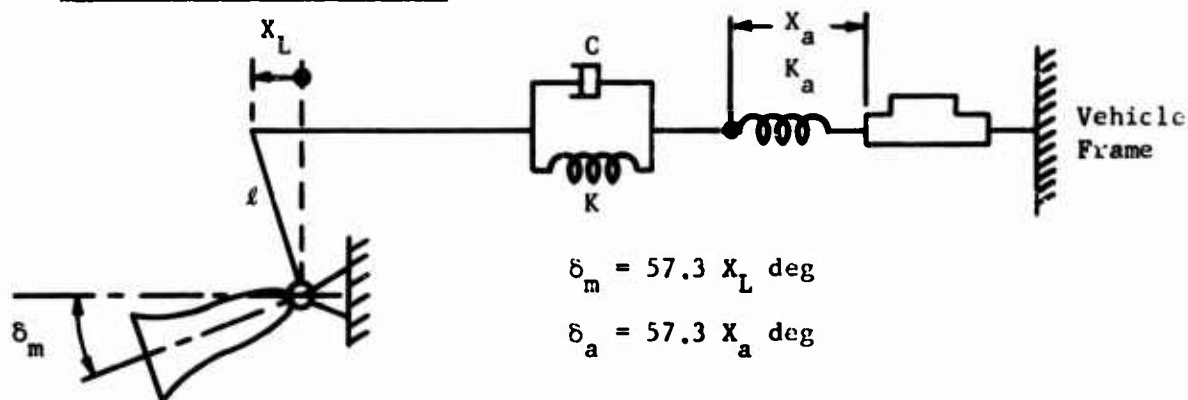 X_L
C
X_a
K_a
Vehicle
Frame
ℓ
K
δ_m = 57.3 X_L deg
δ_m
δ_a = 57.3 X_a deg